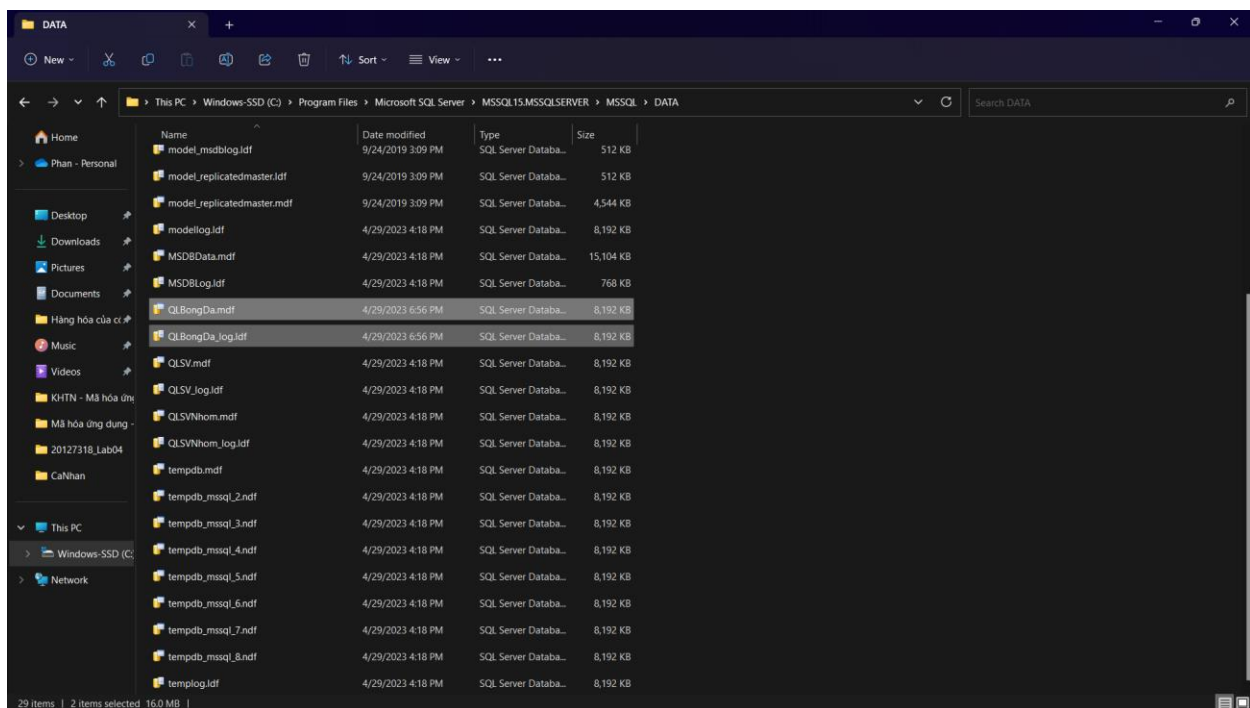 DATA
New
Sort
View
This PC > Windows-SSD (C:) > Program Files > Microsoft SQL Server > MSSQL15.MSSQLSERVER > MSSQL > DATA
Search DATA
Home
Phan - Personal
Desktop
Downloads
Pictures
Documents
Hàng hóa của
Music
Videos
KHTN - Mã hóa ứng
Mã hóa ứng dụng -
20127318_Lab04
CaNhan
This PC
Windows-SSD (C:
Network
Name Date modified Type Size
model_msdblog.ldf 9/24/2019 3:09 PM SQL Server Databa... 512 KB
model_replicatedmaster.ldf 9/24/2019 3:09 PM SQL Server Databa... 512 KB
model_replicatedmaster.mdf 9/24/2019 3:09 PM SQL Server Databa... 4,544 KB
modellog.ldf 4/29/2023 4:18 PM SQL Server Databa... 8,192 KB
MSDBData.mdf 4/29/2023 4:18 PM SQL Server Databa... 15,104 KB
MSDBLog.ldf 4/29/2023 4:18 PM SQL Server Databa... 768 KB
QLBongDa.mdf 4/29/2023 6:56 PM SQL Server Databa... 8,192 KB
QLBongDa_log.ldf 4/29/2023 6:56 PM SQL Server Databa... 8,192 KB
QLSV.mdf 4/29/2023 4:18 PM SQL Server Databa... 8,192 KB
QLSV_log.ldf 4/29/2023 4:18 PM SQL Server Databa... 8,192 KB
QLSVNhom.mdf 4/29/2023 4:18 PM SQL Server Databa... 8,192 KB
QLSVNhom_log.ldf 4/29/2023 4:18 PM SQL Server Databa... 8,192 KB
tempdb.mdf 4/29/2023 4:18 PM SQL Server Databa... 8,192 KB
tempdb_mssql_2.ndf 4/29/2023 4:18 PM SQL Server Databa... 8,192 KB
tempdb_mssql_3.ndf 4/29/2023 4:18 PM SQL Server Databa... 8,192 KB
tempdb_mssql_4.ndf 4/29/2023 4:18 PM SQL Server Databa... 8,192 KB
tempdb_mssql_5.ndf 4/29/2023 4:18 PM SQL Server Databa... 8,192 KB
tempdb_mssql_6.ndf 4/29/2023 4:18 PM SQL Server Databa... 8,192 KB
tempdb_mssql_7.ndf 4/29/2023 4:18 PM SQL Server Databa... 8,192 KB
tempdb_mssql_8.ndf 4/29/2023 4:18 PM SQL Server Databa... 8,192 KB
templog.ldf 4/29/2023 4:18 PM SQL Server Databa... 8,192 KB
29 items | 2 items selected 16.0 MB |